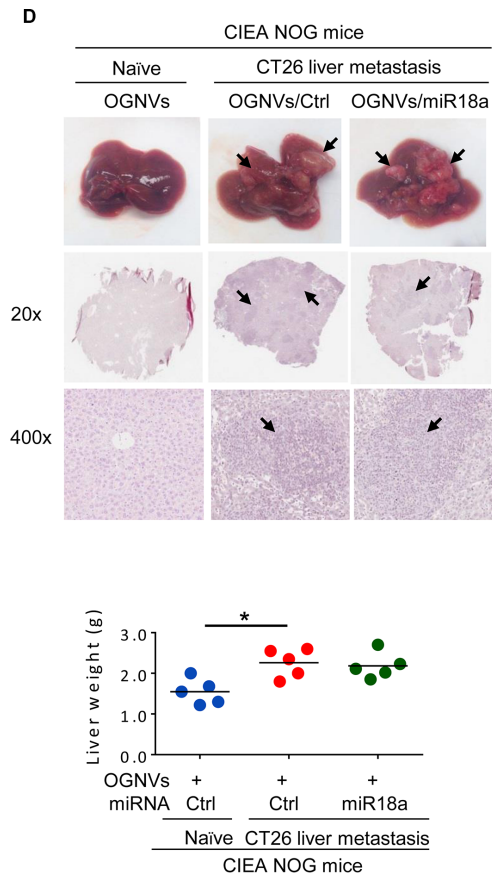 D
CIEA NOG mice
Naïve CT26 liver metastasis
OGNVs OGNVs/Ctrl OGNVs/miR18a
20x
400x
*
Liver weight (g)
3.0
2.0
1.0
0.0
OGNVs + + +
miRNA Ctrl Ctrl miR18a
Naïve CT26 liver metastasis
CIEA NOG mice